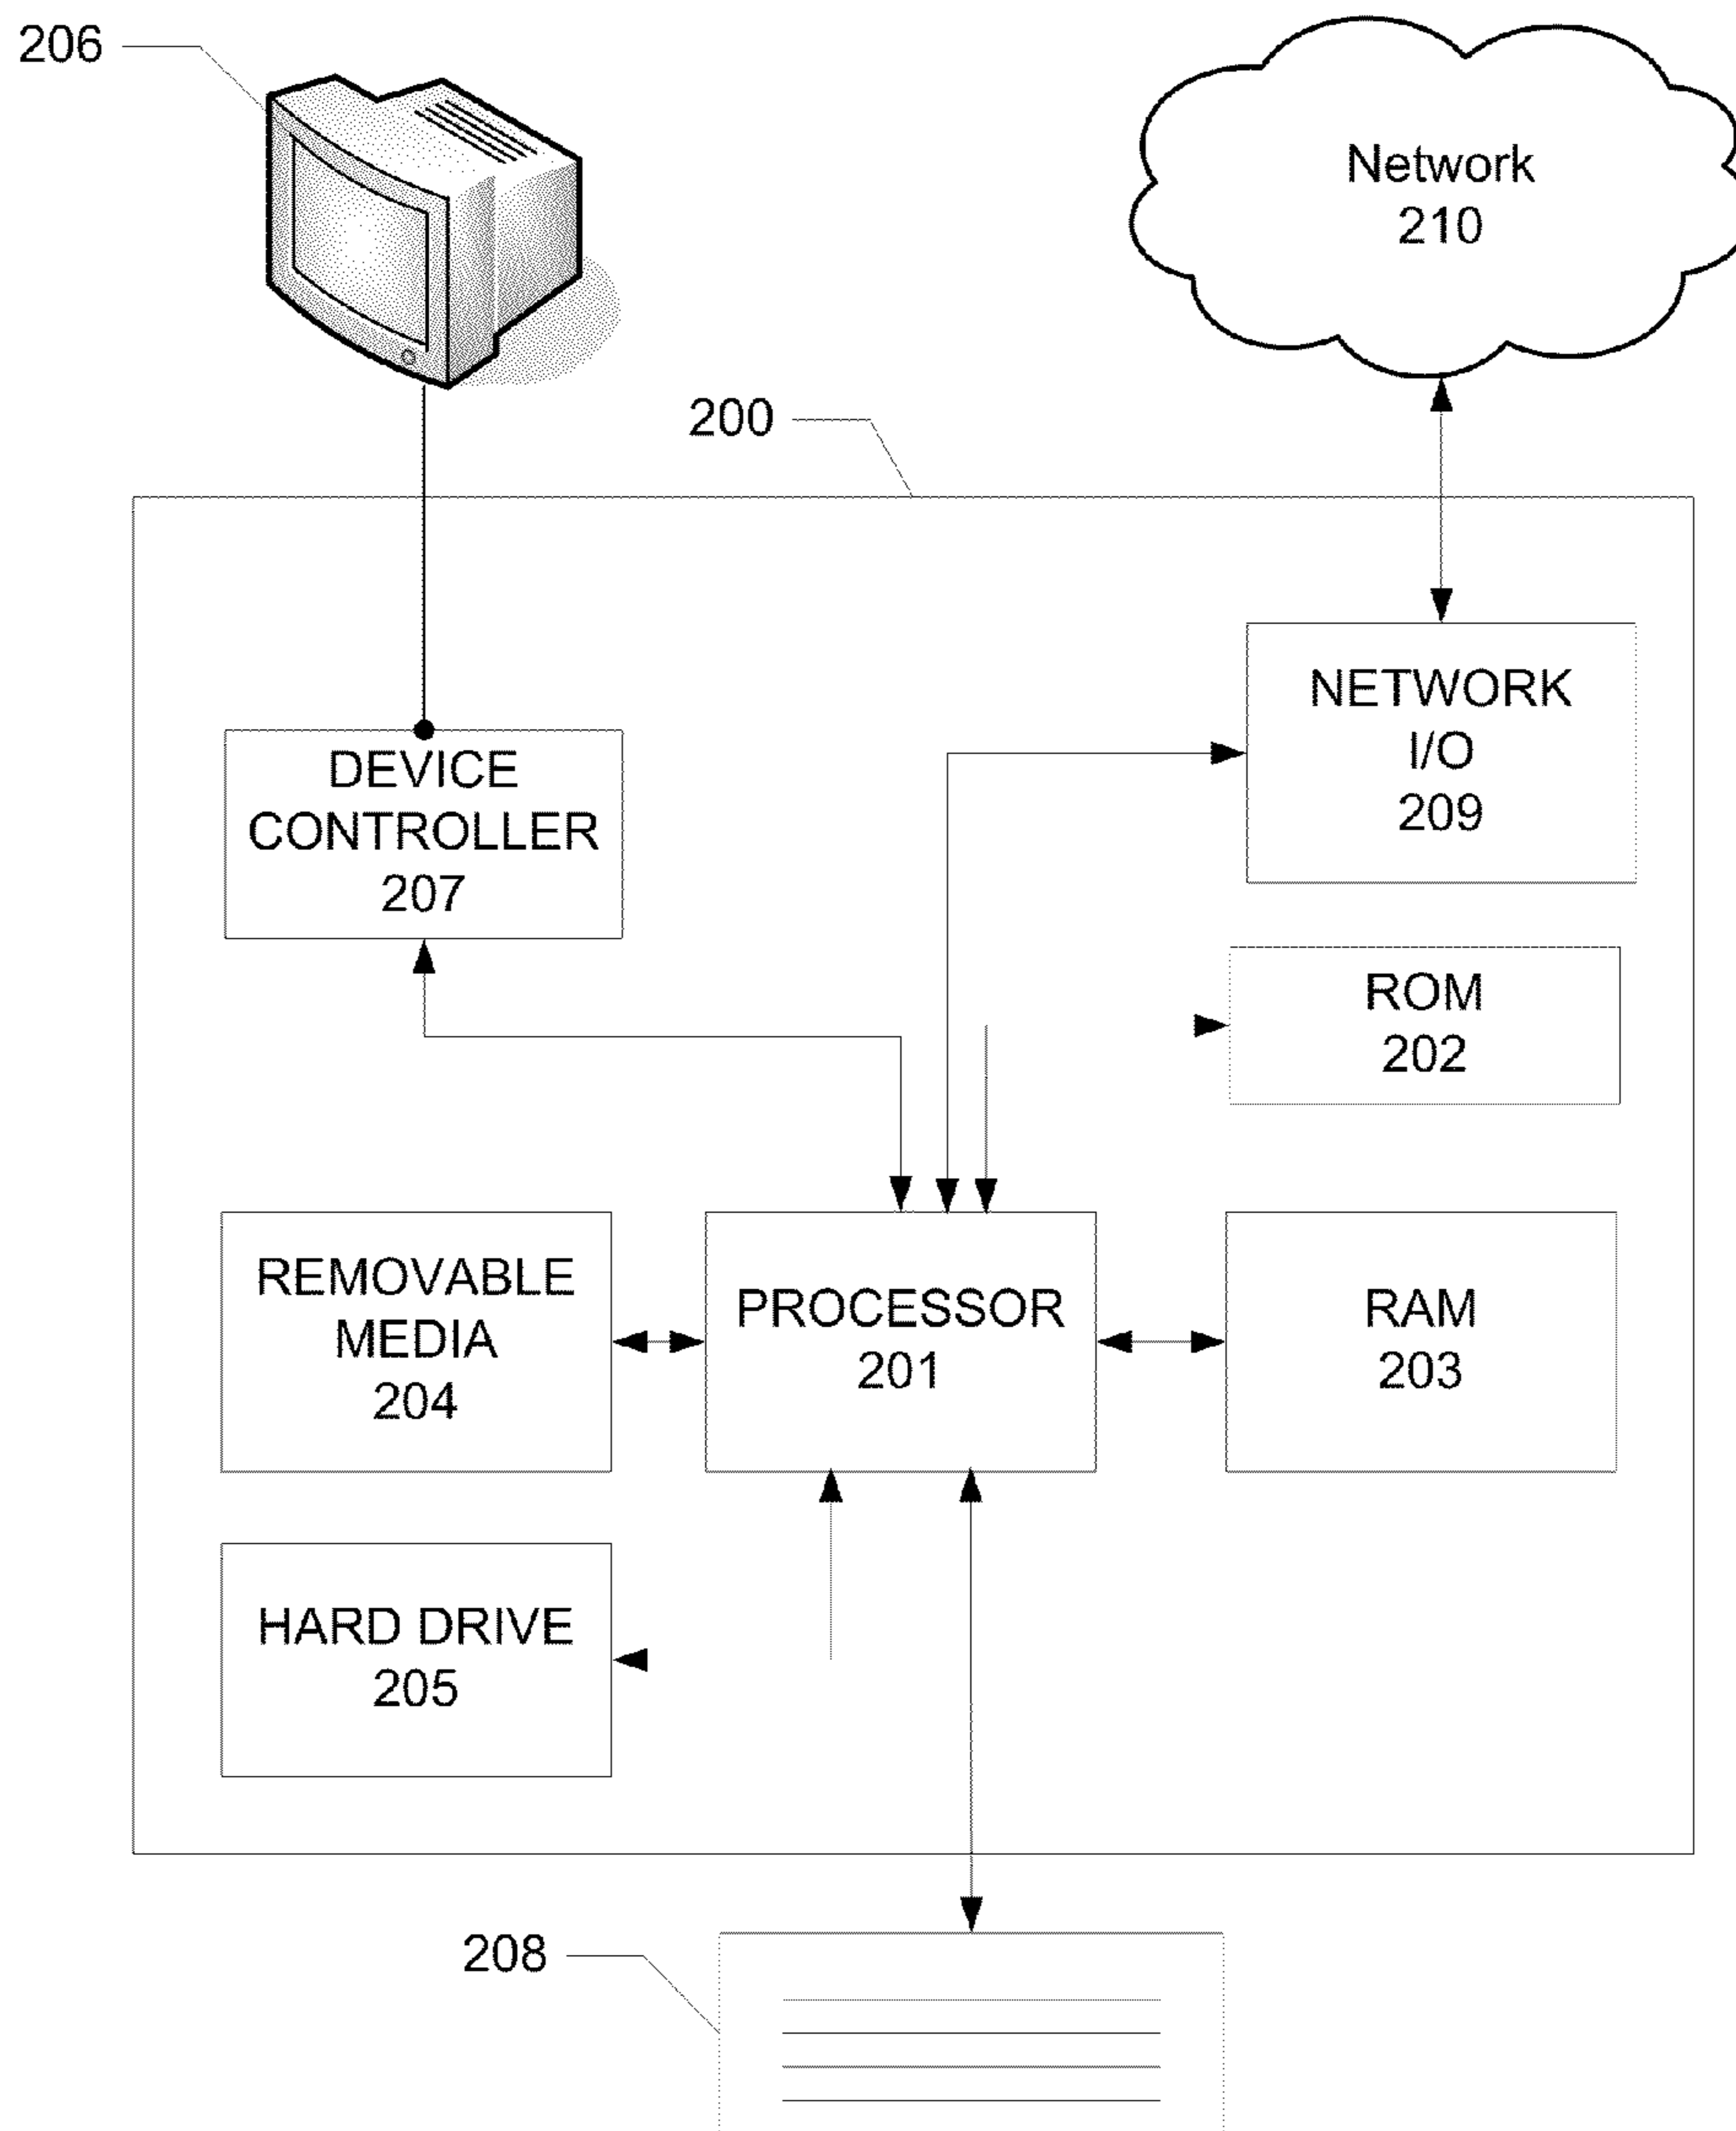 206
Network
210
200
NETWORK
I/O
209
DEVICE
CONTROLLER
207
ROM
202
REMOVABLE
MEDIA
204
PROCESSOR
201
RAM
203
HARD DRIVE
205
208